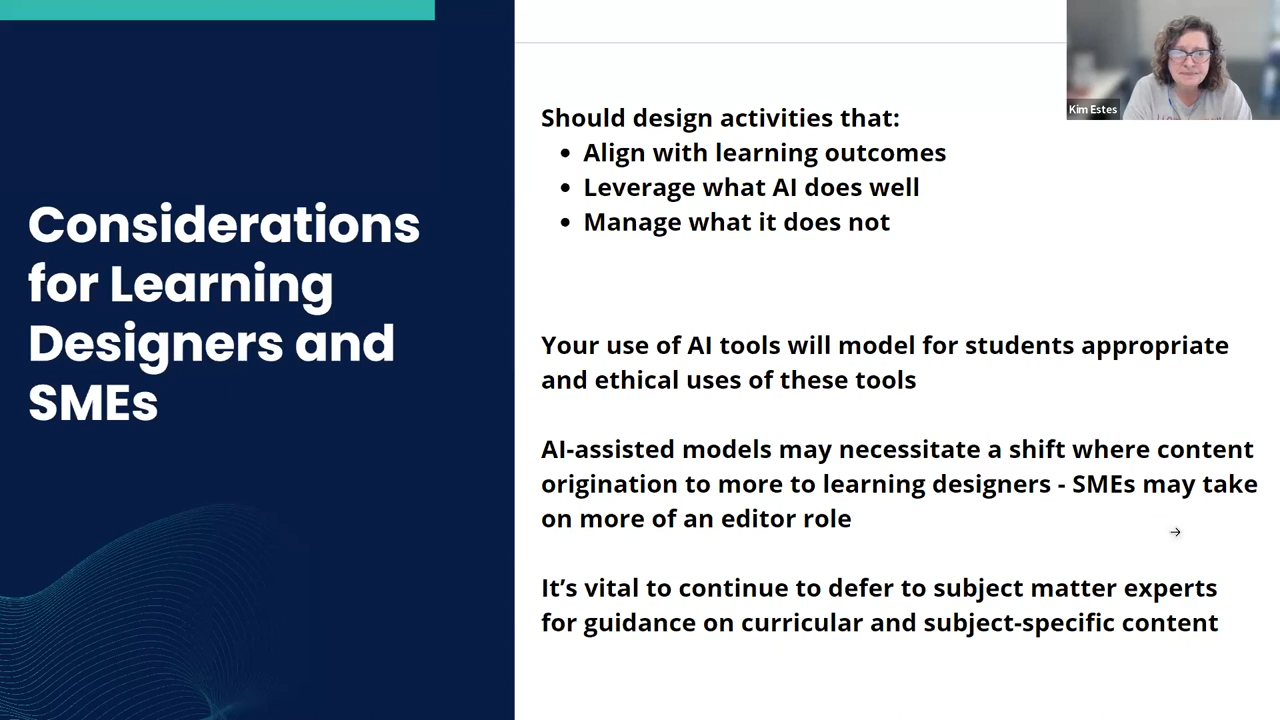 Considerations
for Learning
Designers and
SMEs
Should design activities that:
• Align with learning outcomes
• Leverage what AI does well
• Manage what it does not
Your use of AI tools will model for students appropriate
and ethical uses of these tools
AI-assisted models may necessitate a shift where content
origination to more to learning designers - SMEs may take
on more of an editor role
It's vital to continue to defer to subject matter experts
for guidance on curricular and subject-specific content
Kim Estes